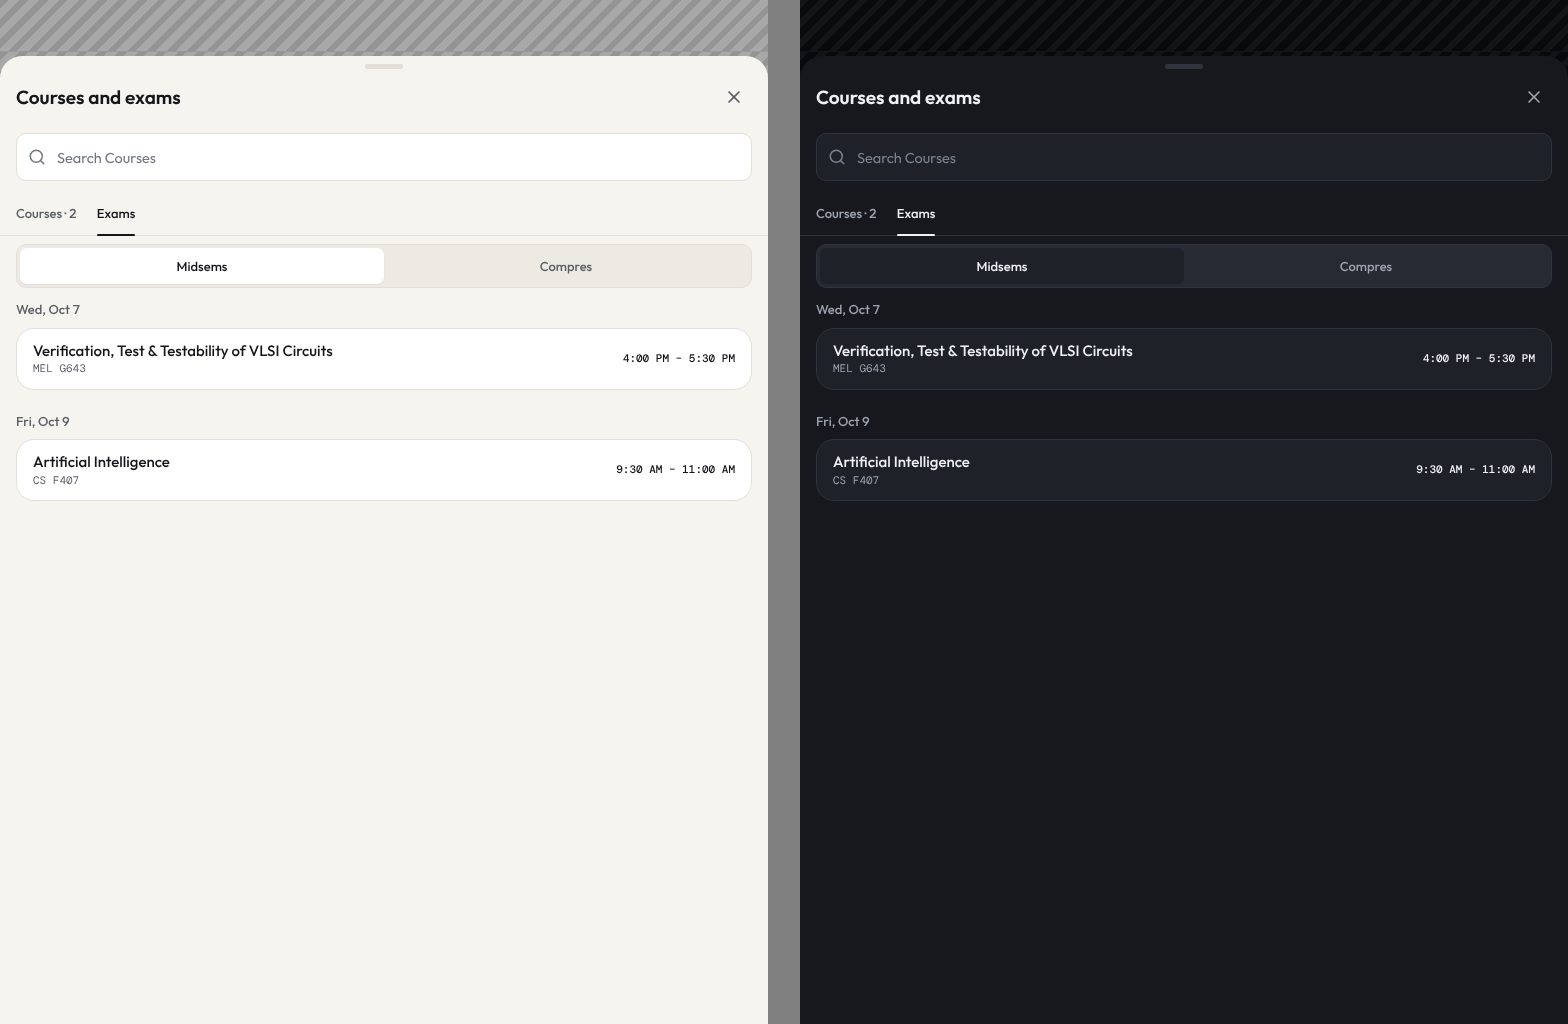 Courses and exams
Search Courses
Courses · 2 Exams
Midsems Compres
Wed, Oct 7
Verification, Test & Testability of VLSI Circuits
MEL G643
4:00 PM – 5:30 PM
Fri, Oct 9
Artificial Intelligence
CS F407
9:30 AM – 11:00 AM
Courses and exams
Search Courses
Courses · 2 Exams
Midsems Compres
Wed, Oct 7
Verification, Test & Testability of VLSI Circuits
MEL G643
4:00 PM – 5:30 PM
Fri, Oct 9
Artificial Intelligence
CS F407
9:30 AM – 11:00 AM